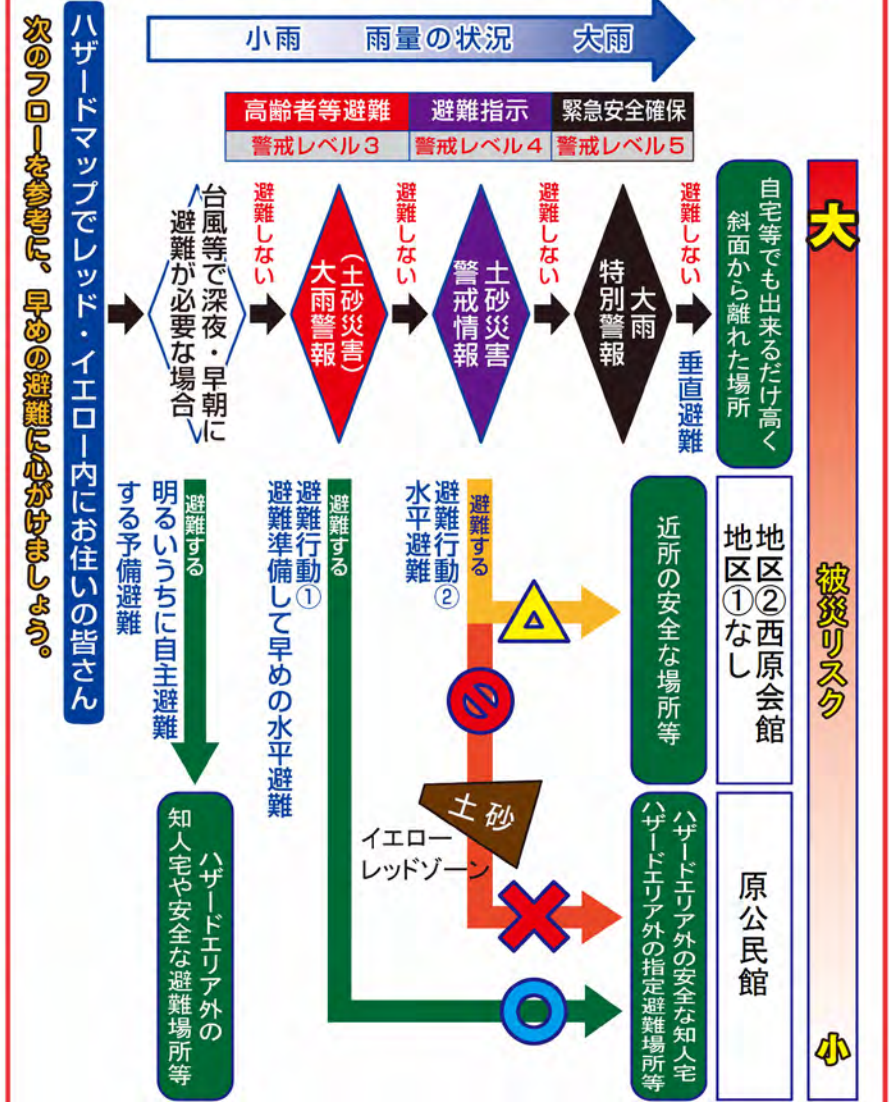 次のフローを参考に、早めの避難に心がけましょう。
ハザードマップでレッド・イエロー内にお住いの皆さん
小雨 雨量の状況 大雨
高齢者等避難 避難指示 緊急安全確保
警戒レベル3 警戒レベル4 警戒レベル5
台風等で深夜・早朝に
避難が必要な場合
避難しない
(土砂災害)
大雨警報
避難しない
土砂災害
警戒情報
避難しない
大雨
特別警報
避難しない
垂直避難
自宅等でも出来るだけ高く
斜面から離れた場所
避難する
明るいうちに自主避難
する予備避難
ハザードエリア外の
知人宅や安全な避難場所等
避難する
避難行動①
避難準備して早めの水平避難
避難する
避難行動②
水平避難
土砂
イエロー
レッドゾーン
近所の安全な場所等
地区②西原会館
地区①なし
ハザードエリア外の安全な知人宅
ハザードエリア外の指定避難場所等
原公民館
大
被災リスク
小